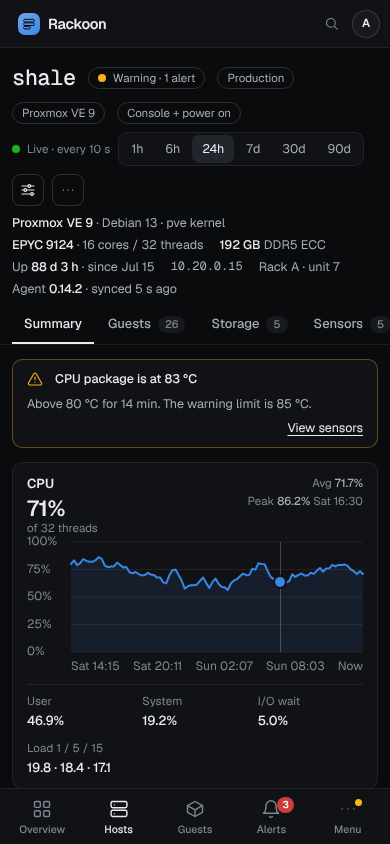 Rackoon
A
shale
Warning · 1 alert
Production
Proxmox VE 9
Console + power on
Live · every 10 s
1h
6h
24h
7d
30d
90d
Proxmox VE 9 · Debian 13 · pve kernel
EPYC 9124 · 16 cores / 32 threads 192 GB DDR5 ECC
Up 88 d 3 h · since Jul 15 10.20.0.15 Rack A · unit 7
Agent 0.14.2 · synced 5 s ago
Summary
Guests 26
Storage 5
Sensors 5
CPU package is at 83 °C
Above 80 °C for 14 min. The warning limit is 85 °C.
View sensors
CPU
Avg 71.7%
71%
Peak 86.2% Sat 16:30
of 32 threads
100%
75%
50%
25%
0%
Sat 14:15 Sat 20:11 Sun 02:07 Sun 08:03 Now
User System I/O wait
46.9% 19.2% 5.0%
Load 1 / 5 / 15
19.8 · 18.4 · 17.1
3
Overview Hosts Guests Alerts Menu